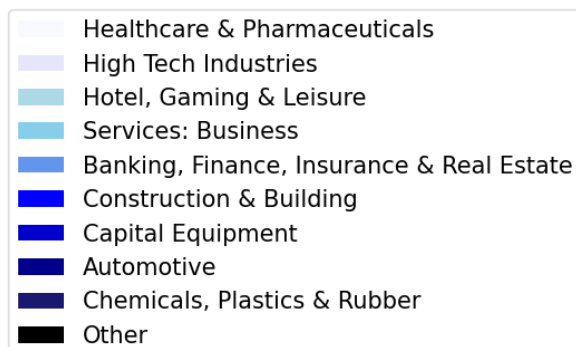 Healthcare & Pharmaceuticals
High Tech Industries
Hotel, Gaming & Leisure
Services: Business
Banking, Finance, Insurance & Real Estate
Construction & Building
Capital Equipment
Automotive
Chemicals, Plastics & Rubber
Other